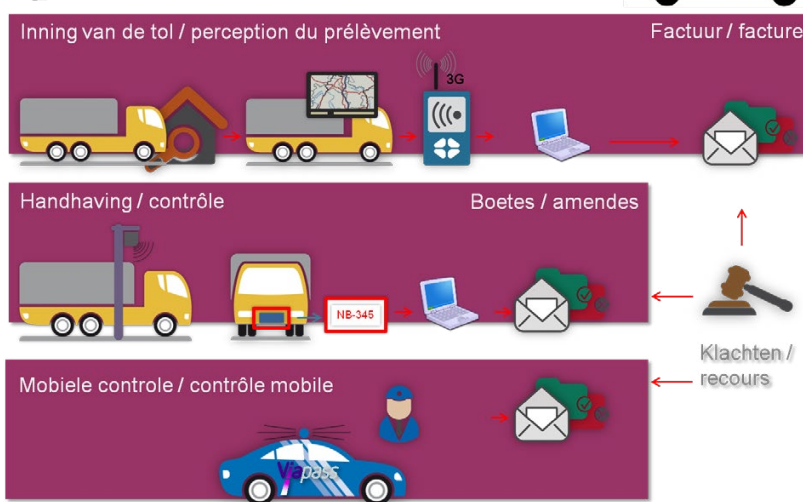 Inning van de tol / perception du prélèvement
Factuur / facture
3G
Handhaving / contrôle
Boetes / amendes
NB-345
Klachten /
recours
Mobiele controle / contrôle mobile
Viapass